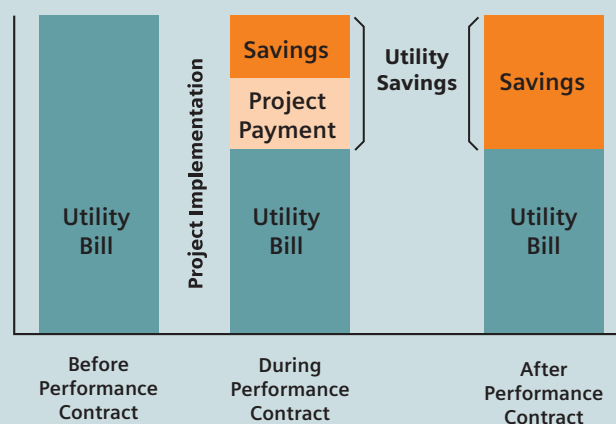 Utility
Bill
Project Implementation
Savings
Project
Payment
Utility
Bill
Utility
Savings
Savings
Utility
Bill
Before
Performance
Contract
During
Performance
Contract
After
Performance
Contract